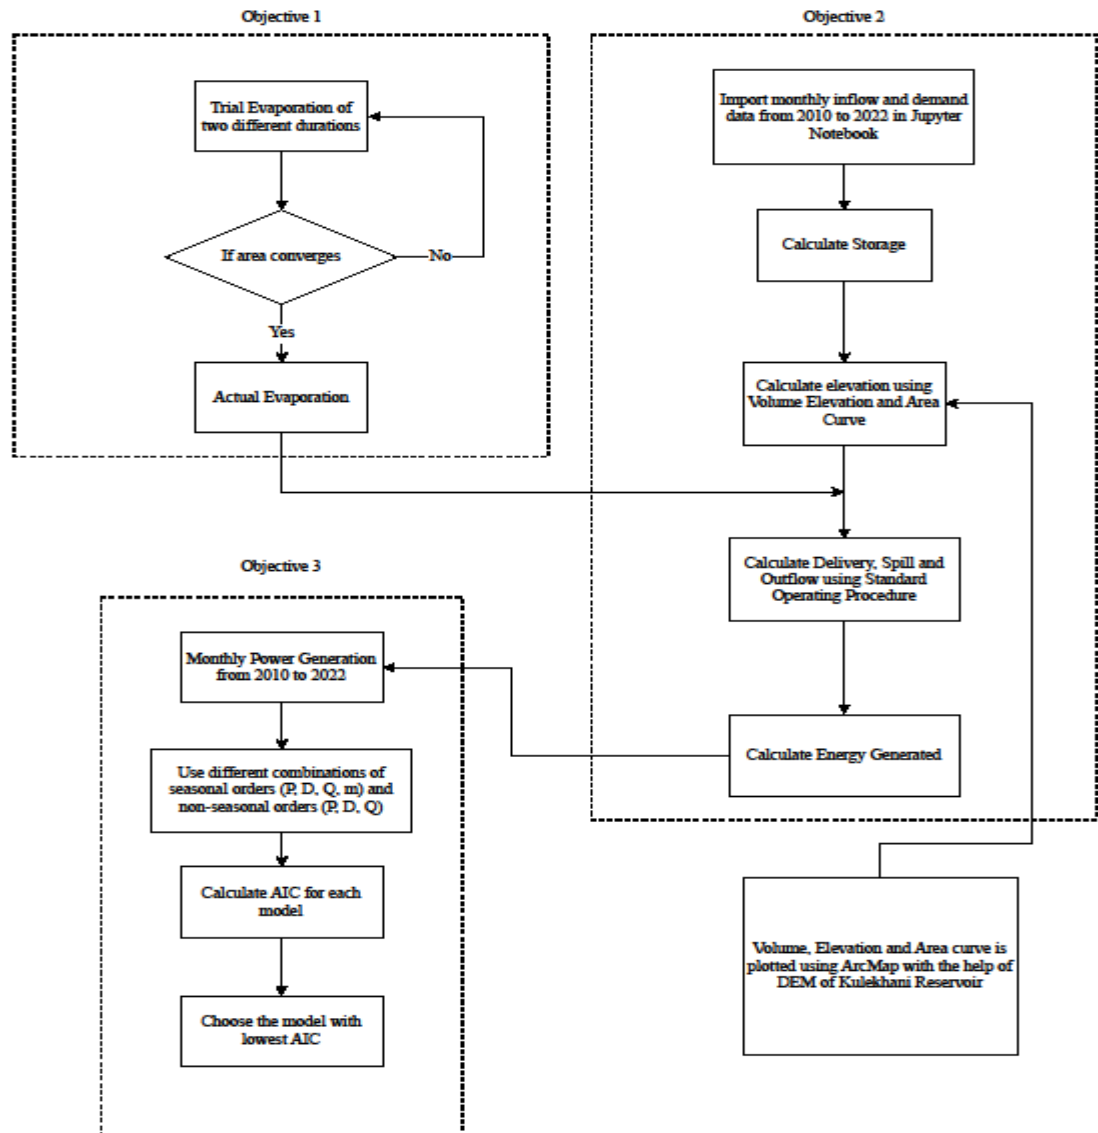 Objective 1
Trial Evaporation of
two different durations
If area converges
No
Yes
Actual Evaporation
Objective 2
Import monthly inflow and demand
data from 2010 to 2022 in Jupyter
Notebook
Calculate Storage
Calculate elevation using
Volume Elevation and Area
Curve
Calculate Delivery, Spill and
Outflow using Standard
Operating Procedure
Calculate Energy Generated
Volume, Elevation and Area curve is
plotted using ArcMap with the help of
DEM of Kulekhani Reservoir
Objective 3
Monthly Power Generation
from 2010 to 2022
Use different combinations of
seasonal orders (P, D, Q, m) and
non-seasonal orders (P, D, Q)
Calculate AIC for each
model
Choose the model with
lowest AIC